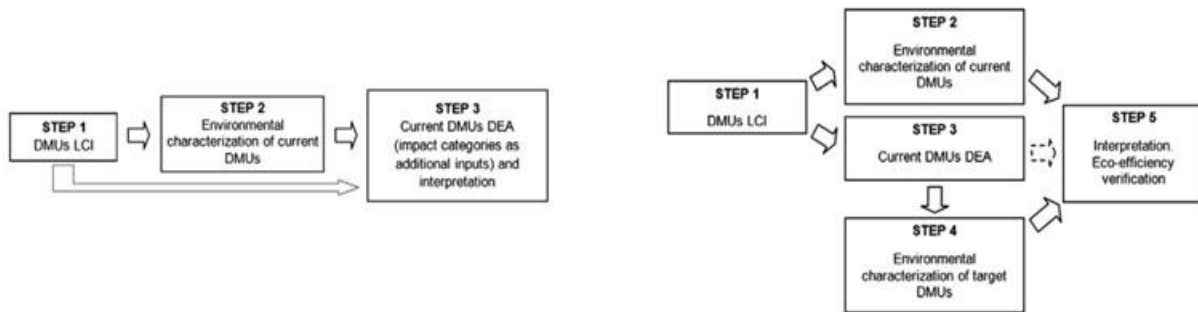 STEP 1
DMUs LCI
STEP 2
Environmental
characterization of current
DMUs
STEP 3
Current DMUs DEA
(impact categories as
additional inputs) and
interpretation
STEP 1
DMUs LCI
STEP 2
Environmental
characterization of current
DMUs
STEP 3
Current DMUs DEA
STEP 4
Environmental
characterization of target
DMUs
STEP 5
Interpretation.
Eco-efficiency
verification